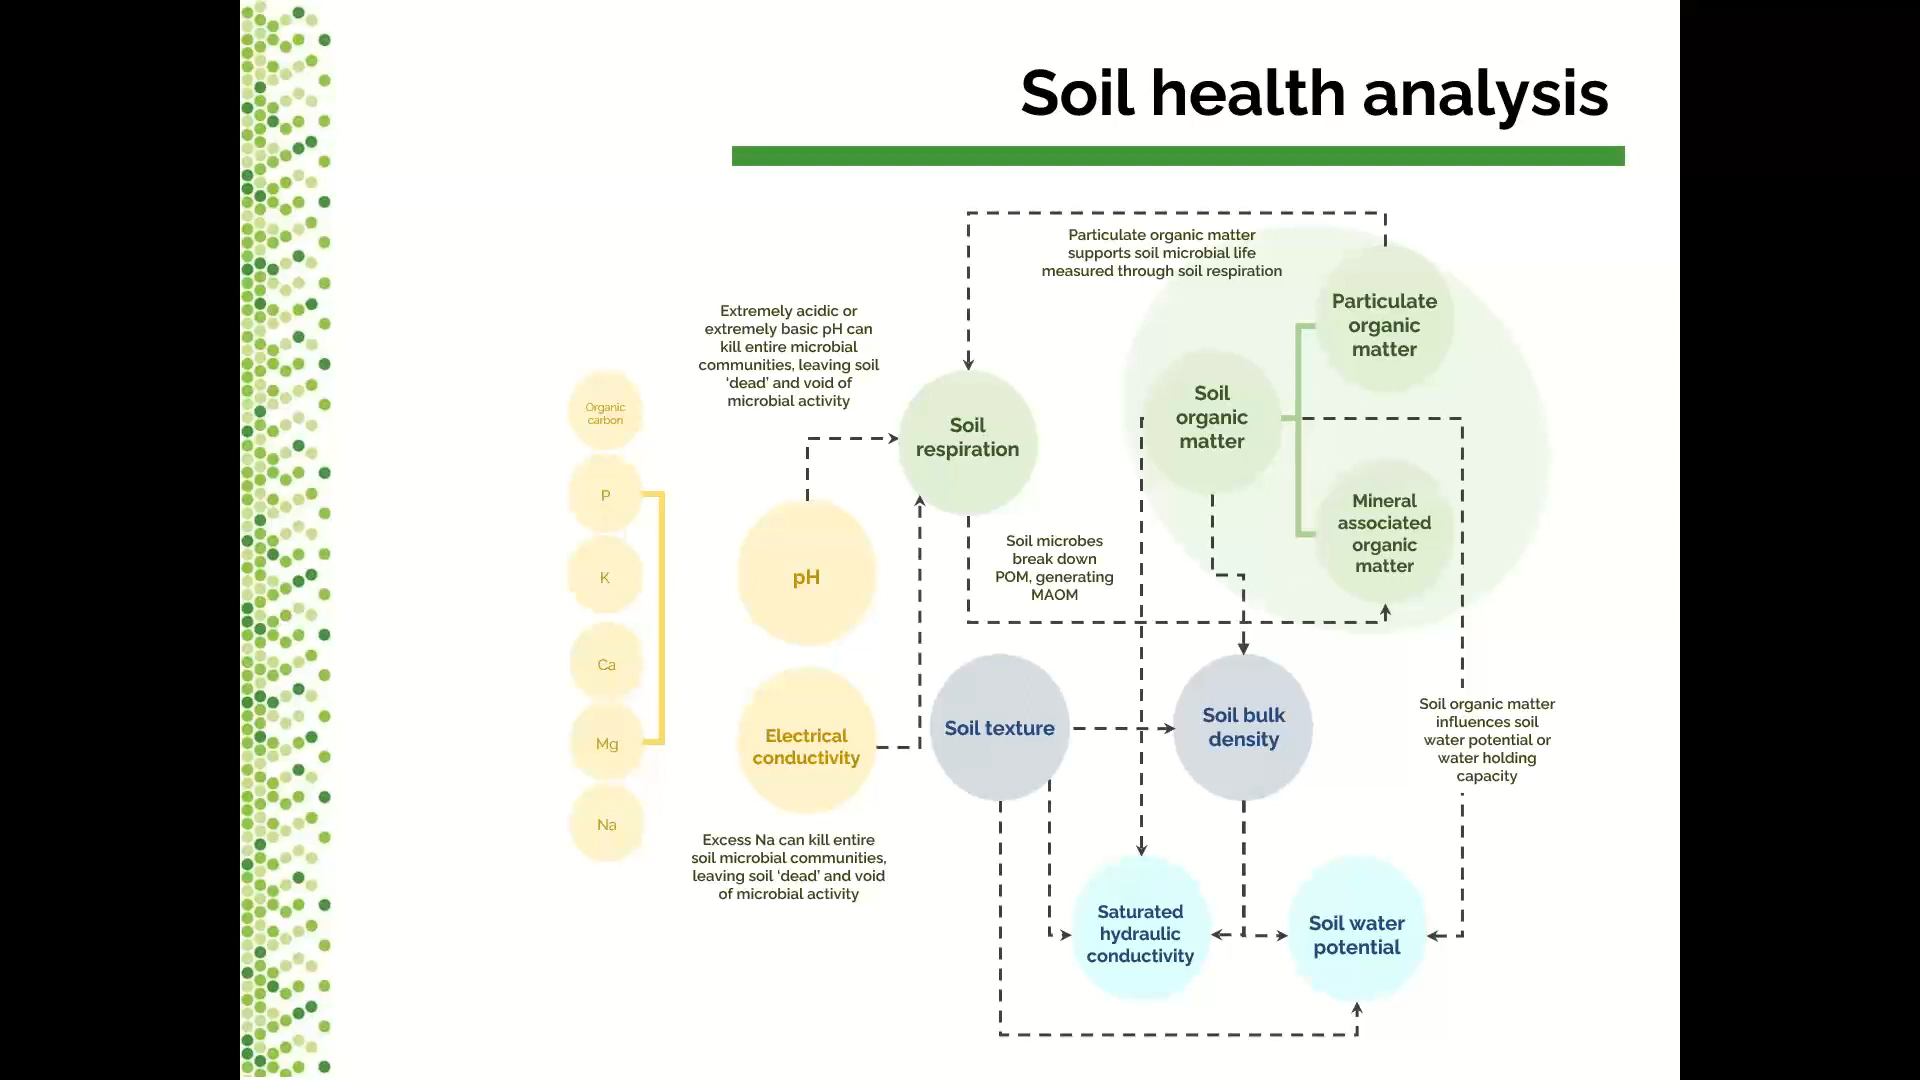 Soil health analysis
Particulate organic matter
supports soil microbial life
measured through soil respiration
Particulate
organic
matter
Extremely acidic or
extremely basic pH can
kill entire microbial
communities, leaving soil
‘dead’ and void of
microbial activity
Organic
carbon
Soil
respiration
Soil
organic
matter
P
K
Ca
Mg
Na
pH
Soil microbes
break down
POM, generating
MAOM
Mineral
associated
organic
matter
Electrical
conductivity
Soil texture
Soil bulk
density
Soil organic matter
influences soil
water potential or
water holding
capacity
Excess Na can kill entire
soil microbial communities,
leaving soil ‘dead’ and void
of microbial activity
Saturated
hydraulic
conductivity
Soil water
potential